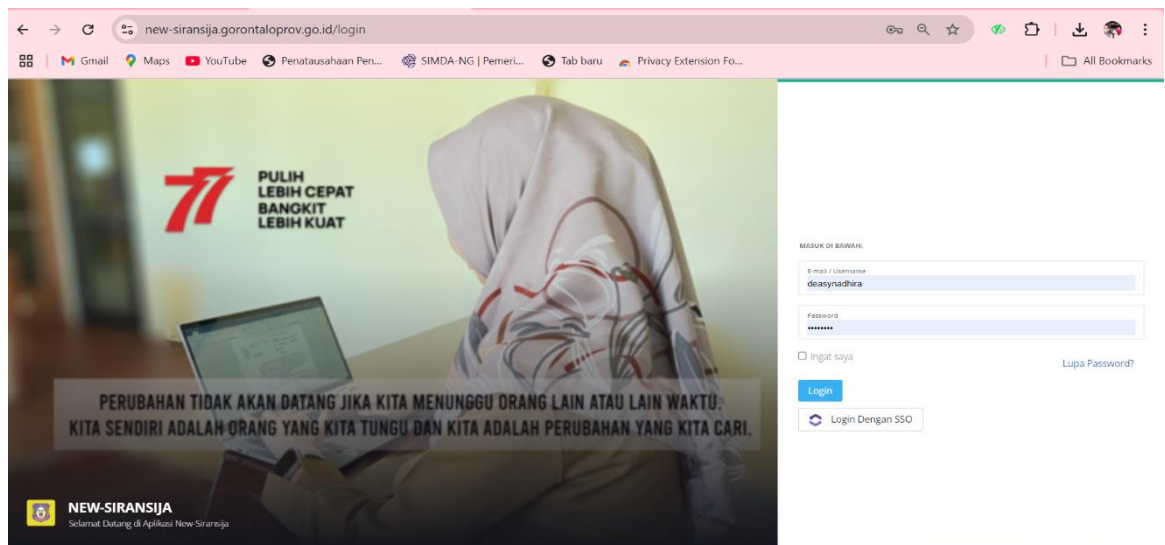 new-siransija.gorontaloprov.go.id/login
Gmail Maps YouTube Penatausahaan Pen... SIMDA-NG | Pemeri... Tab baru Privacy Extension Fo... All Bookmarks
77
PULIH
LEBIH CEPAT
BANGKIT
LEBIH KUAT
PERUBAHAN TIDAK AKAN DATANG JIKA KITA MENUNGGU ORANG LAIN ATAU LAIN WAKTU.
KITA SENDIRI ADALAH ORANG YANG KITA TUNGU DAN KITA ADALAH PERUBAHAN YANG KITA CARI.
NEW-SIRANSIJA
Selamat Datang di Aplikasi New-Siransija
MASUK DI BAWAH:
E-mail / Username
deasynadhira
Password
••••••••
Ingat saya
Lupa Password?
Login
Login Dengan SSO